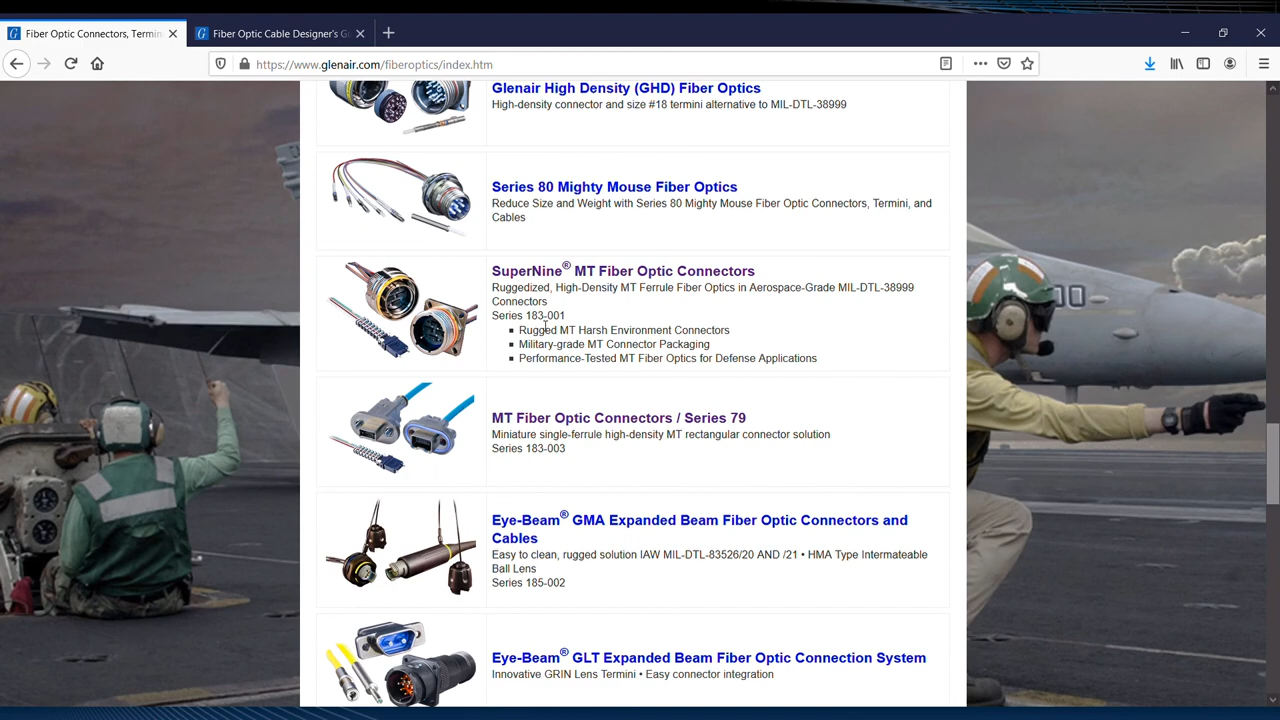 Fiber Optic Connectors, Termin
Fiber Optic Cable Designer's G
https://www.glenair.com/fiberoptics/index.htm
Glenair High Density (GHD) Fiber Optics
High-density connector and size #18 termini alternative to MIL-DTL-38999
Series 80 Mighty Mouse Fiber Optics
Reduce Size and Weight with Series 80 Mighty Mouse Fiber Optic Connectors, Termini, and
Cables
SuperNine® MT Fiber Optic Connectors
Ruggedized, High-Density MT Ferrule Fiber Optics in Aerospace-Grade MIL-DTL-38999
Connectors
Series 183-001
▪ Rugged MT Harsh Environment Connectors
▪ Military-grade MT Connector Packaging
▪ Performance-Tested MT Fiber Optics for Defense Applications
MT Fiber Optic Connectors / Series 79
Miniature single-ferrule high-density MT rectangular connector solution
Series 183-003
Eye-Beam® GMA Expanded Beam Fiber Optic Connectors and
Cables
Easy to clean, rugged solution IAW MIL-DTL-83526/20 AND /21 • HMA Type Intermateable
Ball Lens
Series 185-002
Eye-Beam® GLT Expanded Beam Fiber Optic Connection System
Innovative GRIN Lens Termini • Easy connector integration